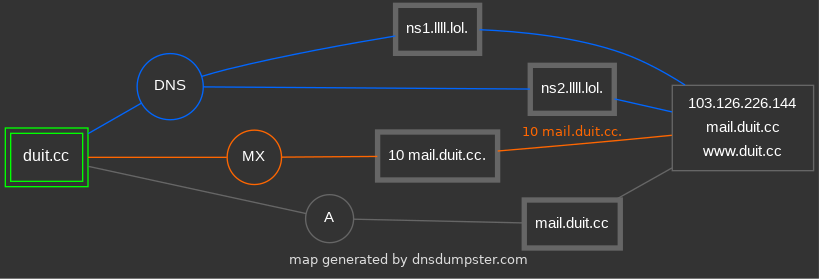 ns1.llll.lol.
DNS
ns2.llll.lol.
103.126.226.144
mail.duit.cc
www.duit.cc
10 mail.duit.cc.
duit.cc
MX
10 mail.duit.cc.
A
mail.duit.cc
map generated by dnsdumpster.com